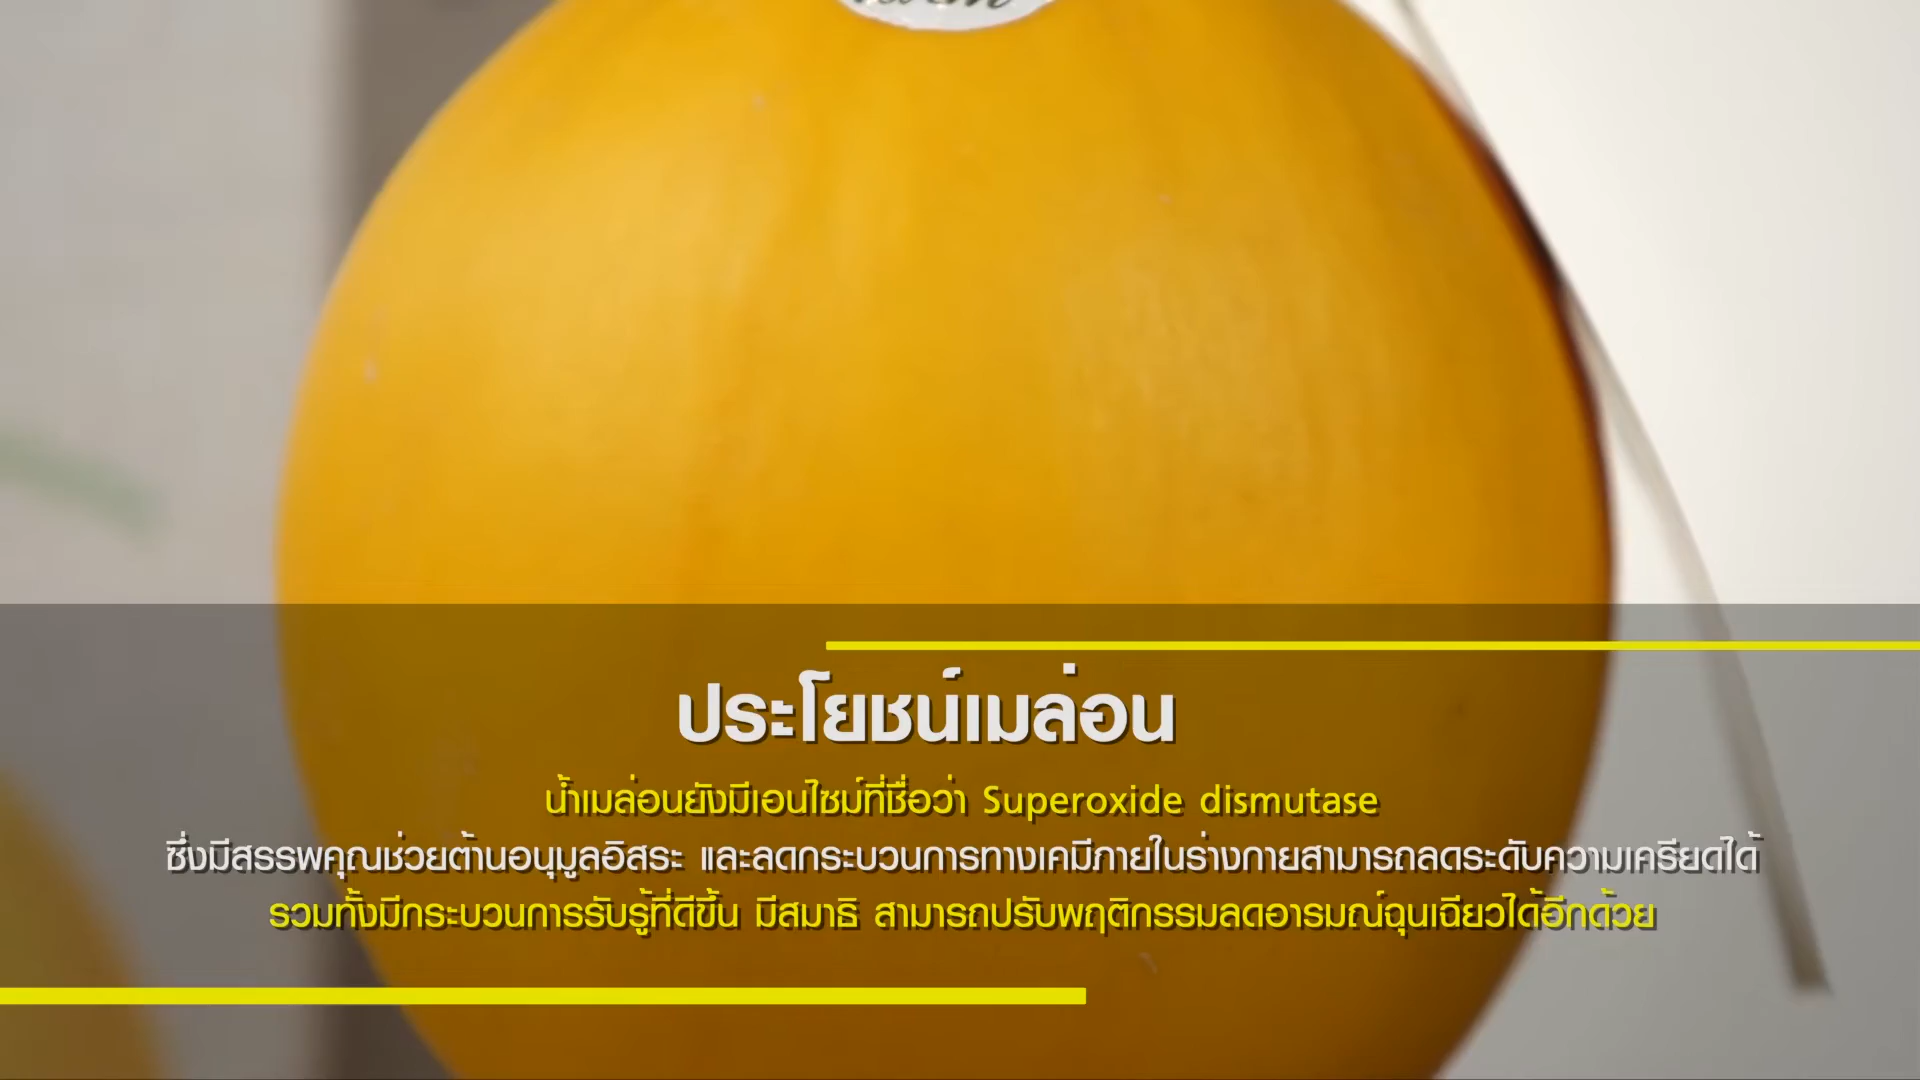 ประโยชน์เมล่อน
น้ำเมล่อนยังมีเอนไซม์ที่ชื่อว่า Superoxide dismutase
ซึ่งมีสรรพคุณช่วยต้านอนุมูลอิสระ และลดกระบวนการทางเคมีภายในร่างกายสามารถลดระดับความเครียดได้
รวมทั้งมีกระบวนการรับรู้ที่ดีขึ้น มีสมาธิ สามารถปรับพฤติกรรมลดอารมณ์ฉุนเฉียวได้อีกด้วย